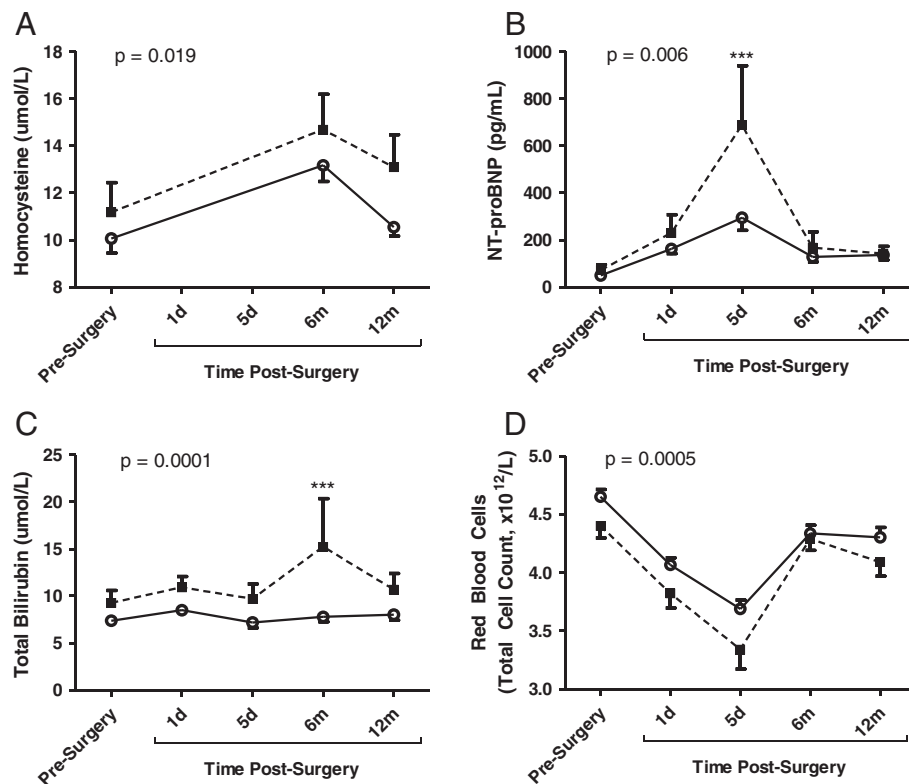 A
p = 0.019
Homocysteine (umol/L)
18
16
14
12
10
8
Pre-Surgery
1d
5d
6m
12m
Time Post-Surgery
B
p = 0.006
***
NT-proBNP (pg/mL)
1000
800
600
400
200
0
Pre-Surgery
1d
5d
6m
12m
Time Post-Surgery
C
p = 0.0001
***
Total Bilirubin (umol/L)
25
20
15
10
5
0
Pre-Surgery
1d
5d
6m
12m
Time Post-Surgery
D
p = 0.0005
Red Blood Cells
(Total Cell Count, x10¹²/L)
5.0
4.5
4.0
3.5
3.0
Pre-Surgery
1d
5d
6m
12m
Time Post-Surgery